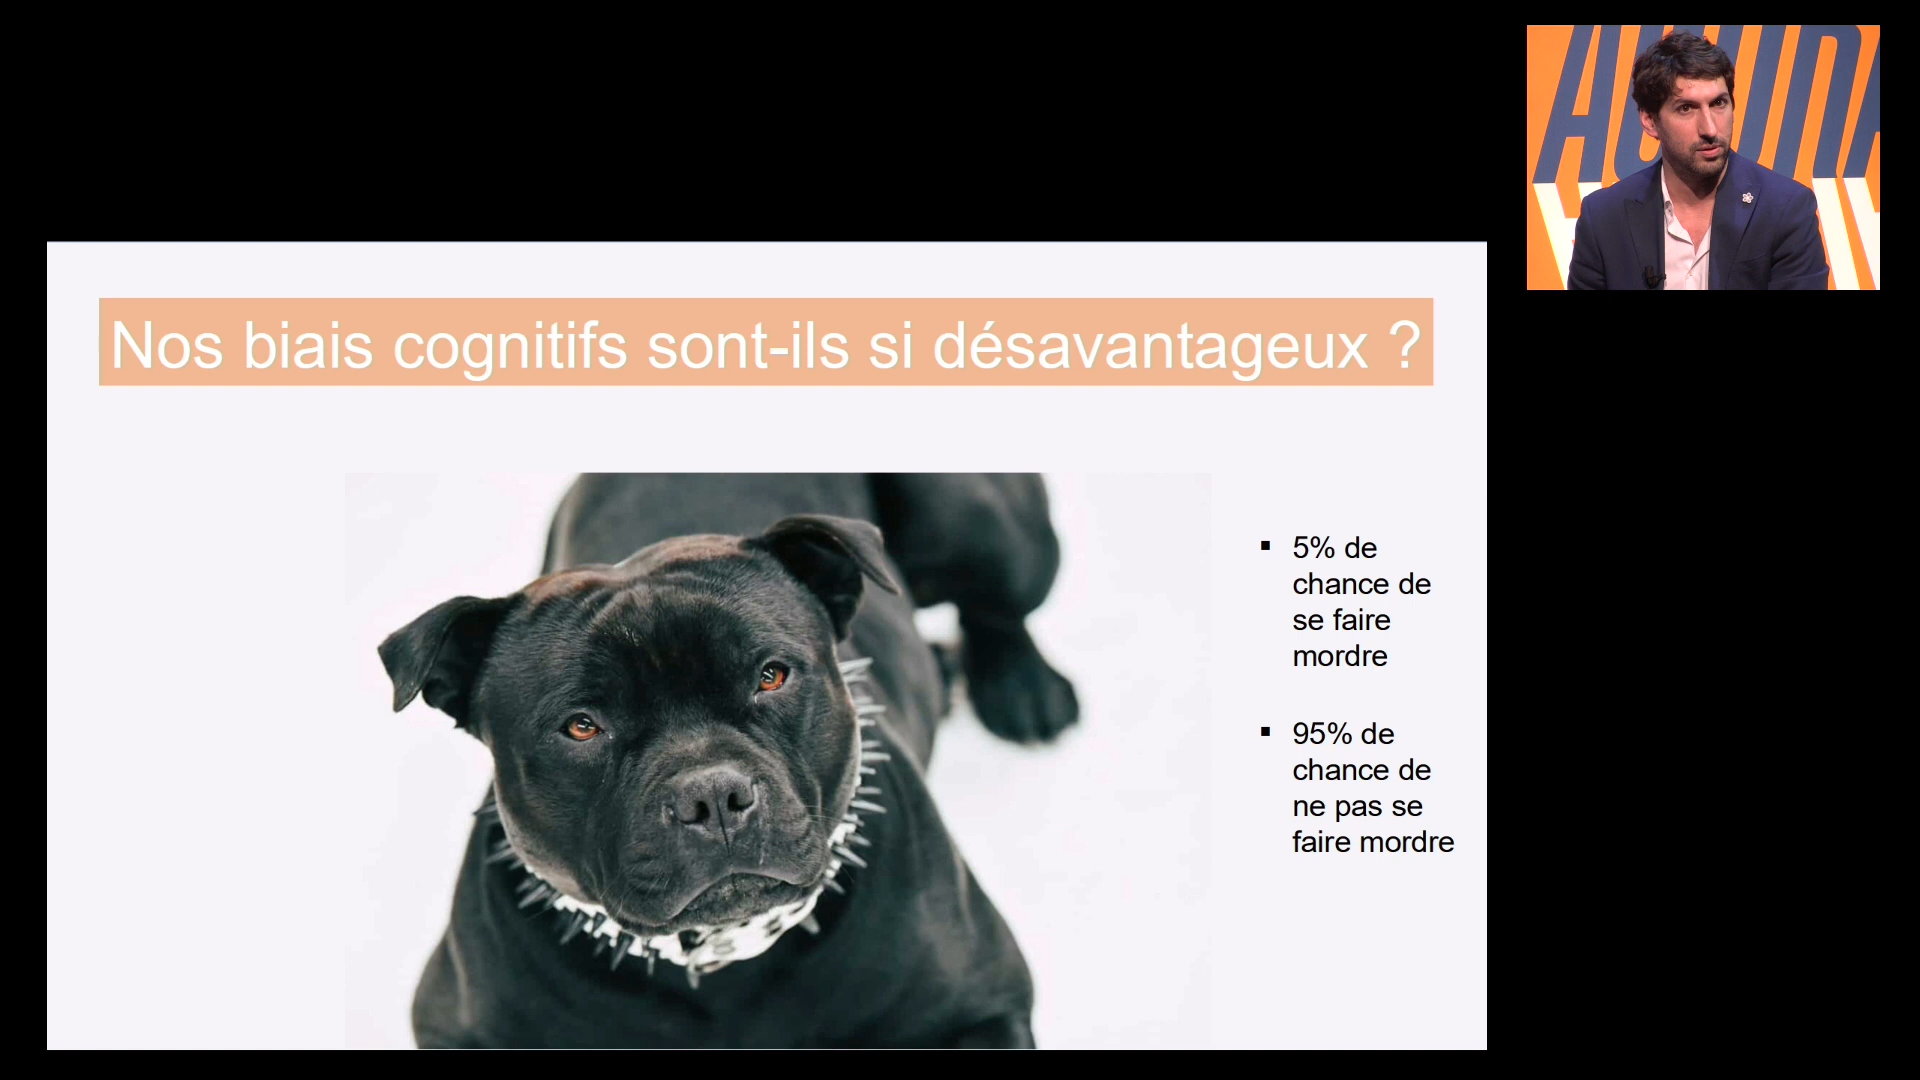 Nos biais cognitifs sont-ils si désavantageux ?
▪ 5% de
chance de
se faire
mordre
▪ 95% de
chance de
ne pas se
faire mordre